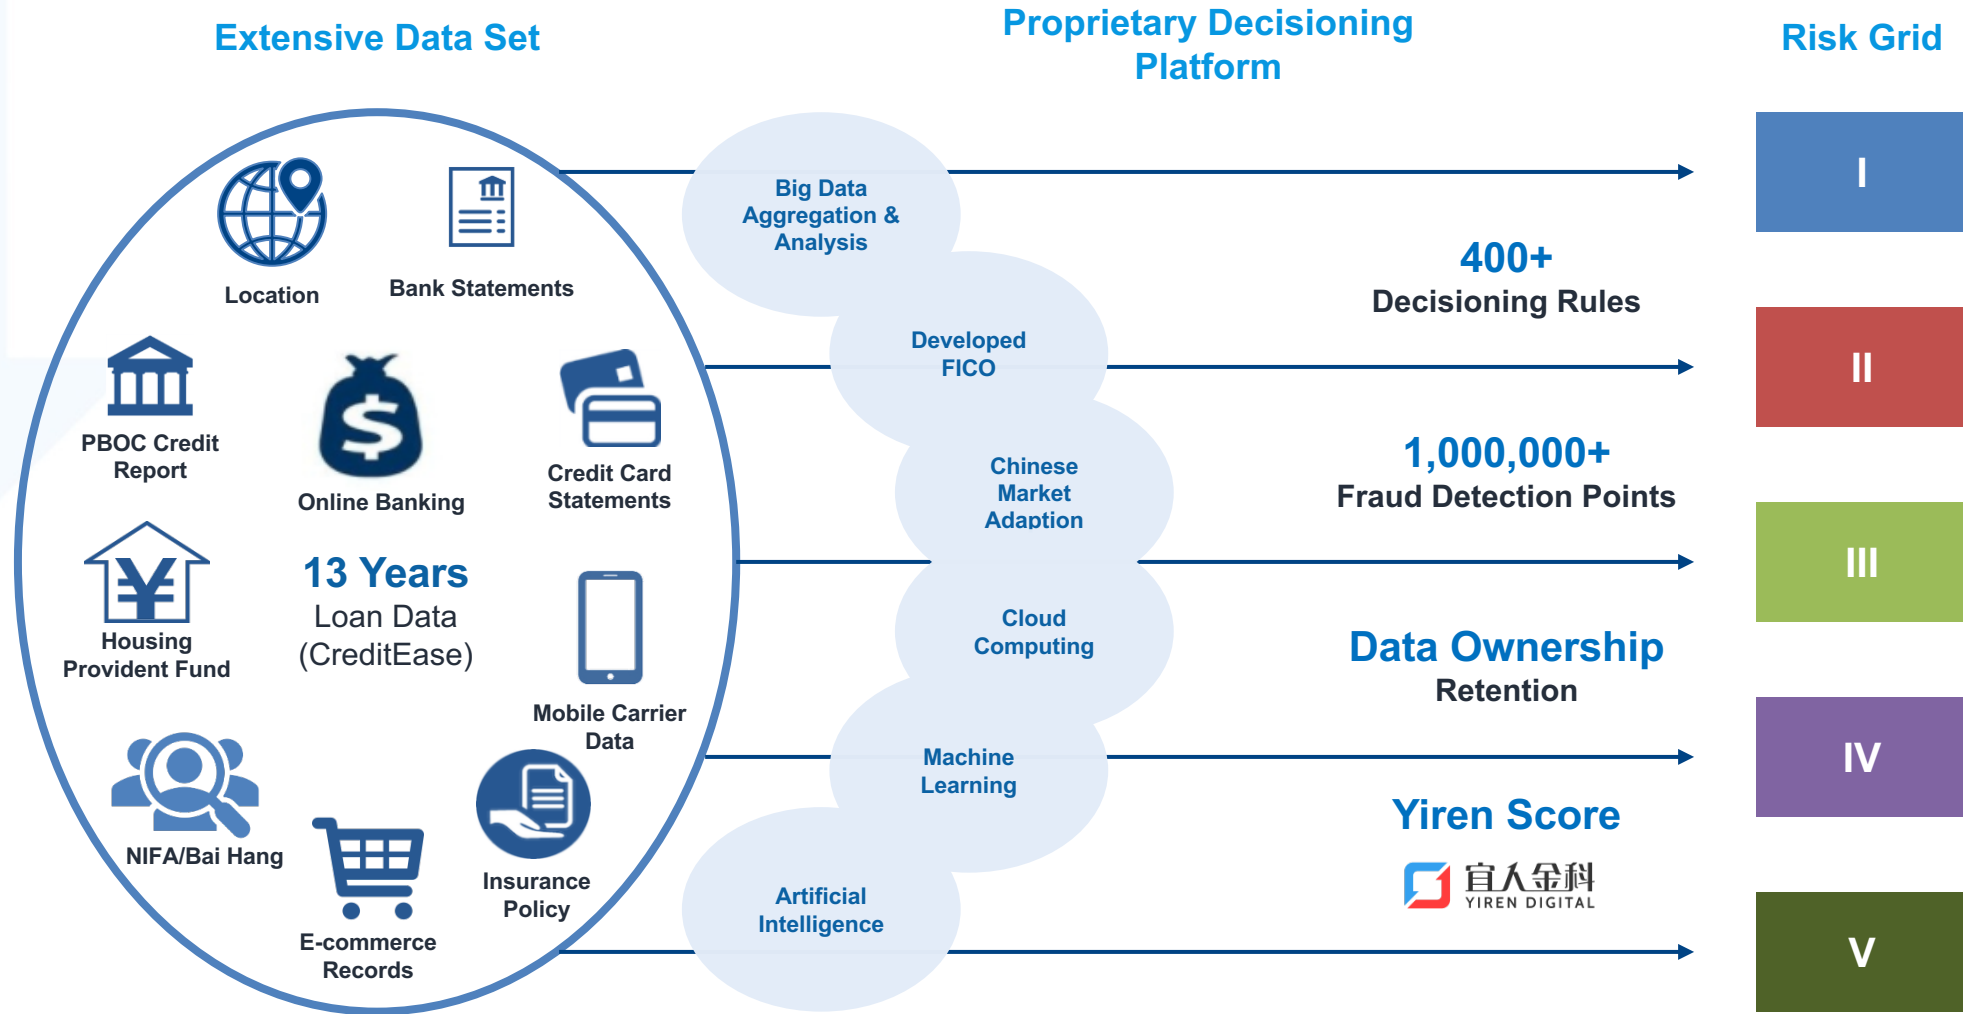 Extensive Data Set
Proprietary Decisioning
Platform
Risk Grid
Location
Bank Statements
PBOC Credit
Report
Online Banking
Credit Card
Statements
Housing
Provident Fund
¥
$
13 Years
Loan Data
(CreditEase)
Mobile Carrier
Data
NIFA/Bai Hang
E-commerce
Records
Insurance
Policy
Big Data
Aggregation &
Analysis
Developed
FICO
Chinese
Market
Adaption
Cloud
Computing
Machine
Learning
Artificial
Intelligence
400+
Decisioning Rules
1,000,000+
Fraud Detection Points
Data Ownership
Retention
Yiren Score
宜人金科
YIREN DIGITAL
I
II
III
IV
V